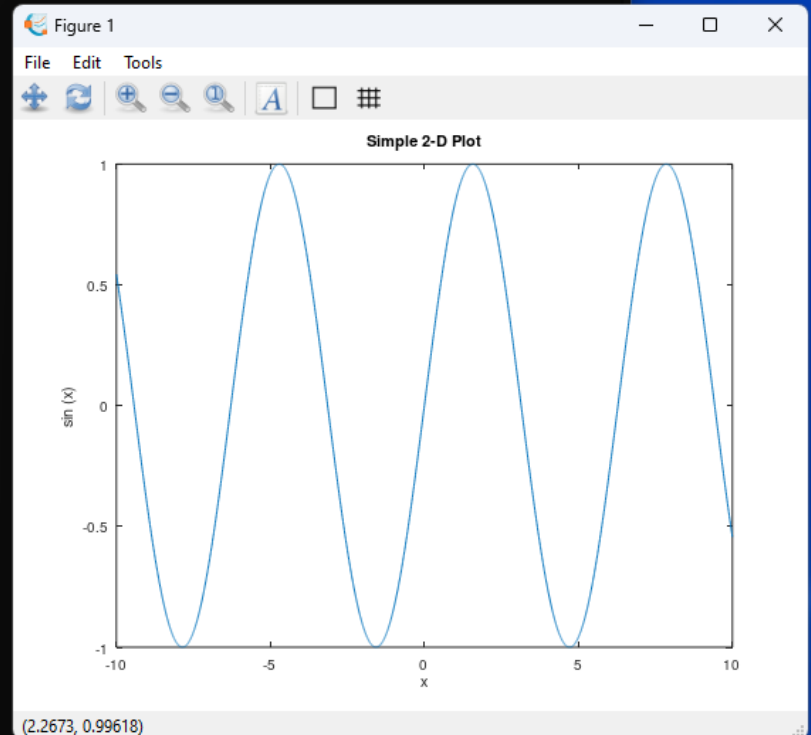 Figure 1
File Edit Tools
A
Simple 2-D Plot
1
0.5
0
-0.5
-1
sin (x)
-10 -5 0 5 10
x
(2.2673, 0.99618)